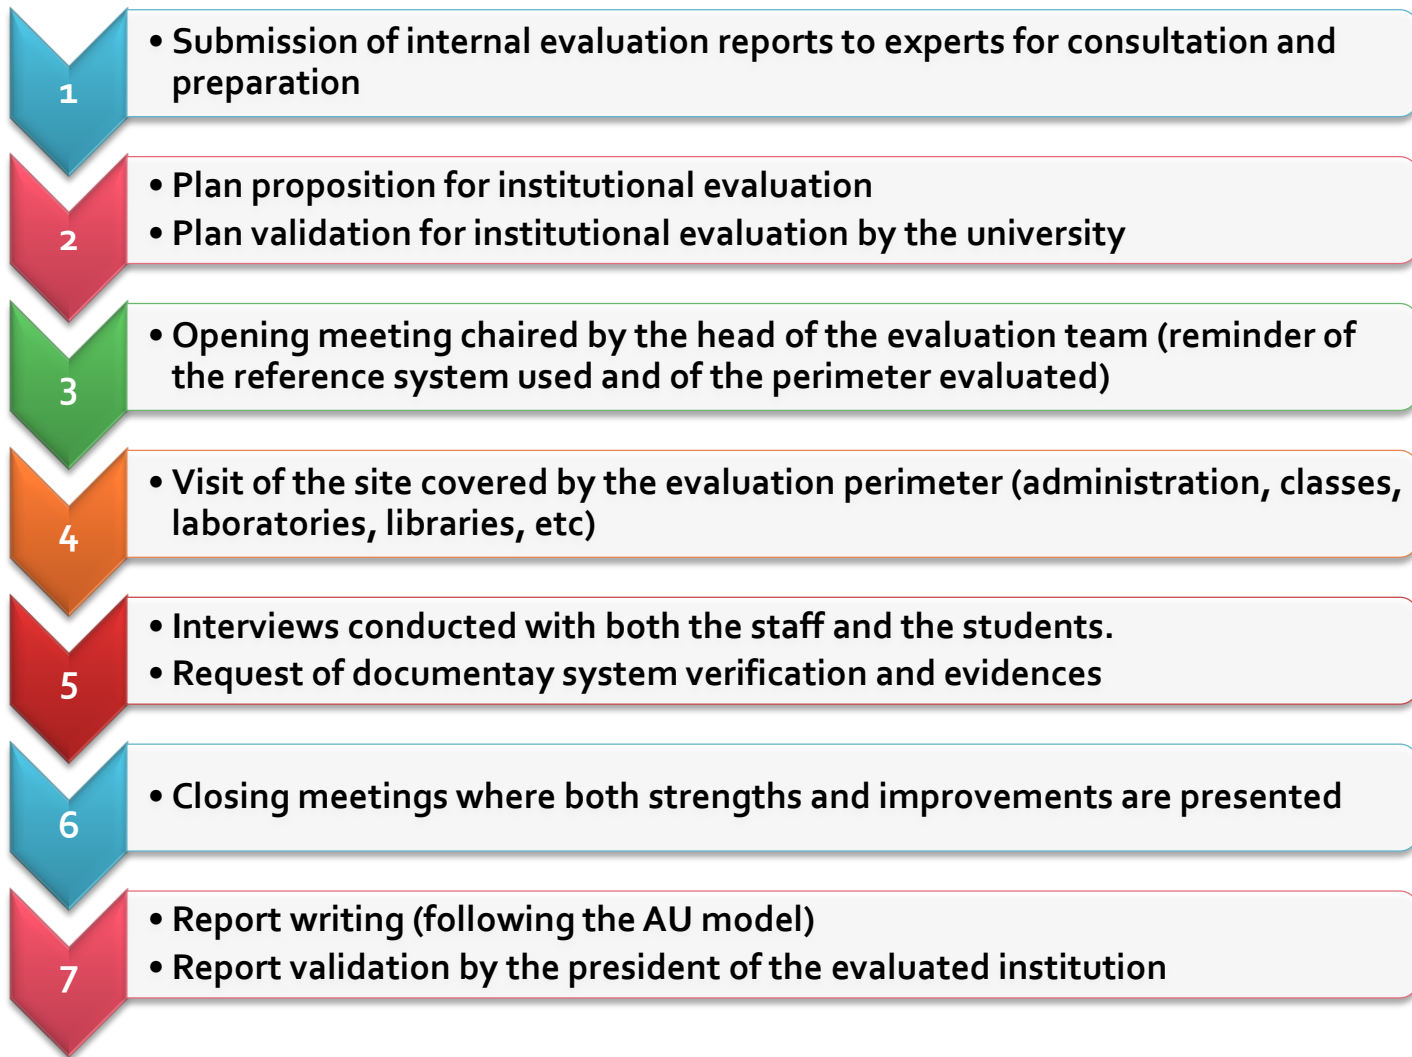 1
• Submission of internal evaluation reports to experts for consultation and
preparation
2
• Plan proposition for institutional evaluation
• Plan validation for institutional evaluation by the university
3
• Opening meeting chaired by the head of the evaluation team (reminder of
the reference system used and of the perimeter evaluated)
4
• Visit of the site covered by the evaluation perimeter (administration, classes,
laboratories, libraries, etc)
5
• Interviews conducted with both the staff and the students.
• Request of documentay system verification and evidences
6
• Closing meetings where both strengths and improvements are presented
7
• Report writing (following the AU model)
• Report validation by the president of the evaluated institution